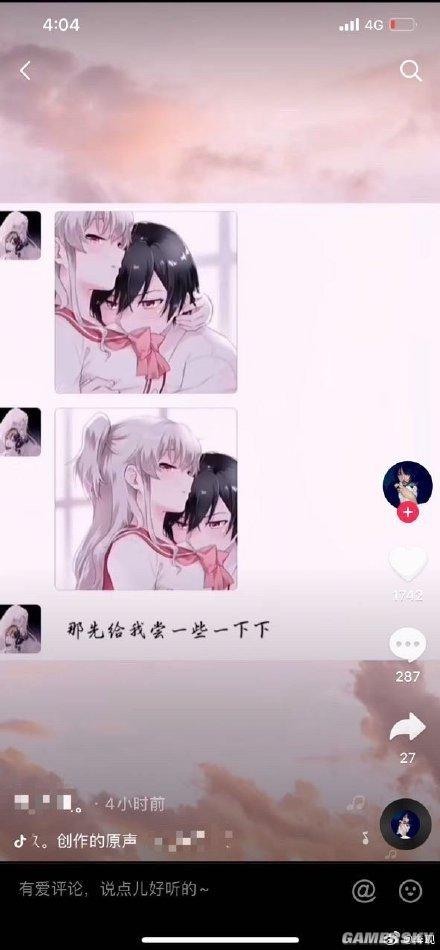 4:04
4G
1742
那先给我尝一些一下下
287
27
· 4小时前
。创作的原声
有爱评论，说点儿好听的~
GAMERSKY